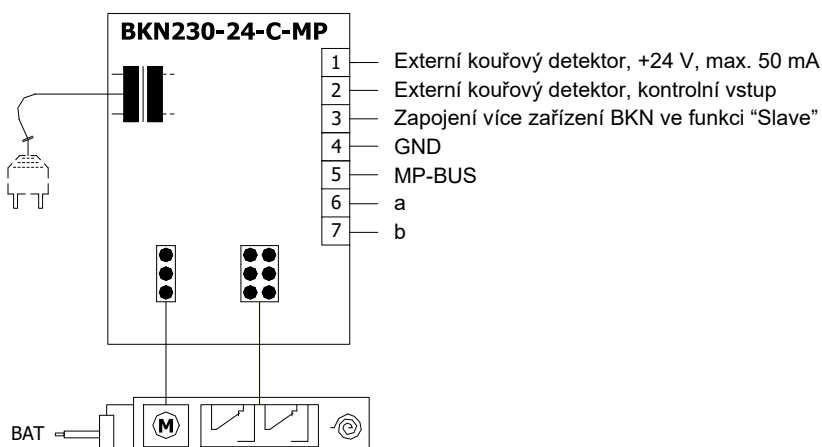 BKN230-24-C-MP
1 Externí kouřový detektor, +24 V, max. 50 mA
2 Externí kouřový detektor, kontrolní vstup
3 Zapojení více zařízení BKN ve funkci “Slave”
4 GND
5 MP-BUS
6 a
7 b
BAT
M